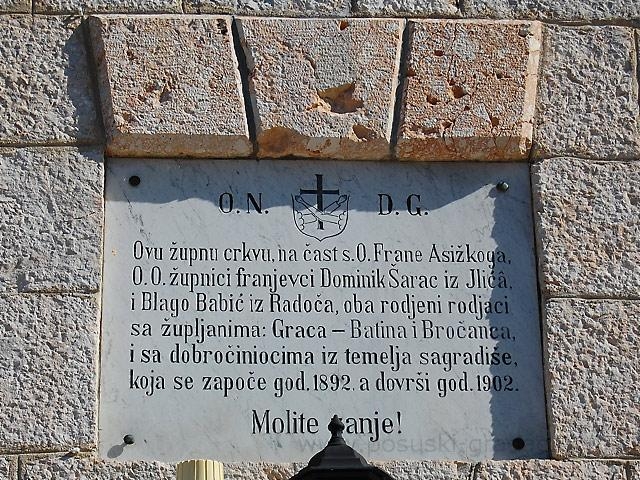 O. N. D. G.
Ovu župnu crkvu, na čast s. O. Frane Asižkoga,
O. O. župnici franjevci Dominik Šarac iz Jlićâ,
i Blago Babić iz Radoča, oba rodjeni rodjaci
sa župljanima: Graca – Batina i Bročanca,
i sa dobročiniocima iz temelja sagradiše,
koja se započe god. 1892. a dovrši god. 1902.
Molite anje!